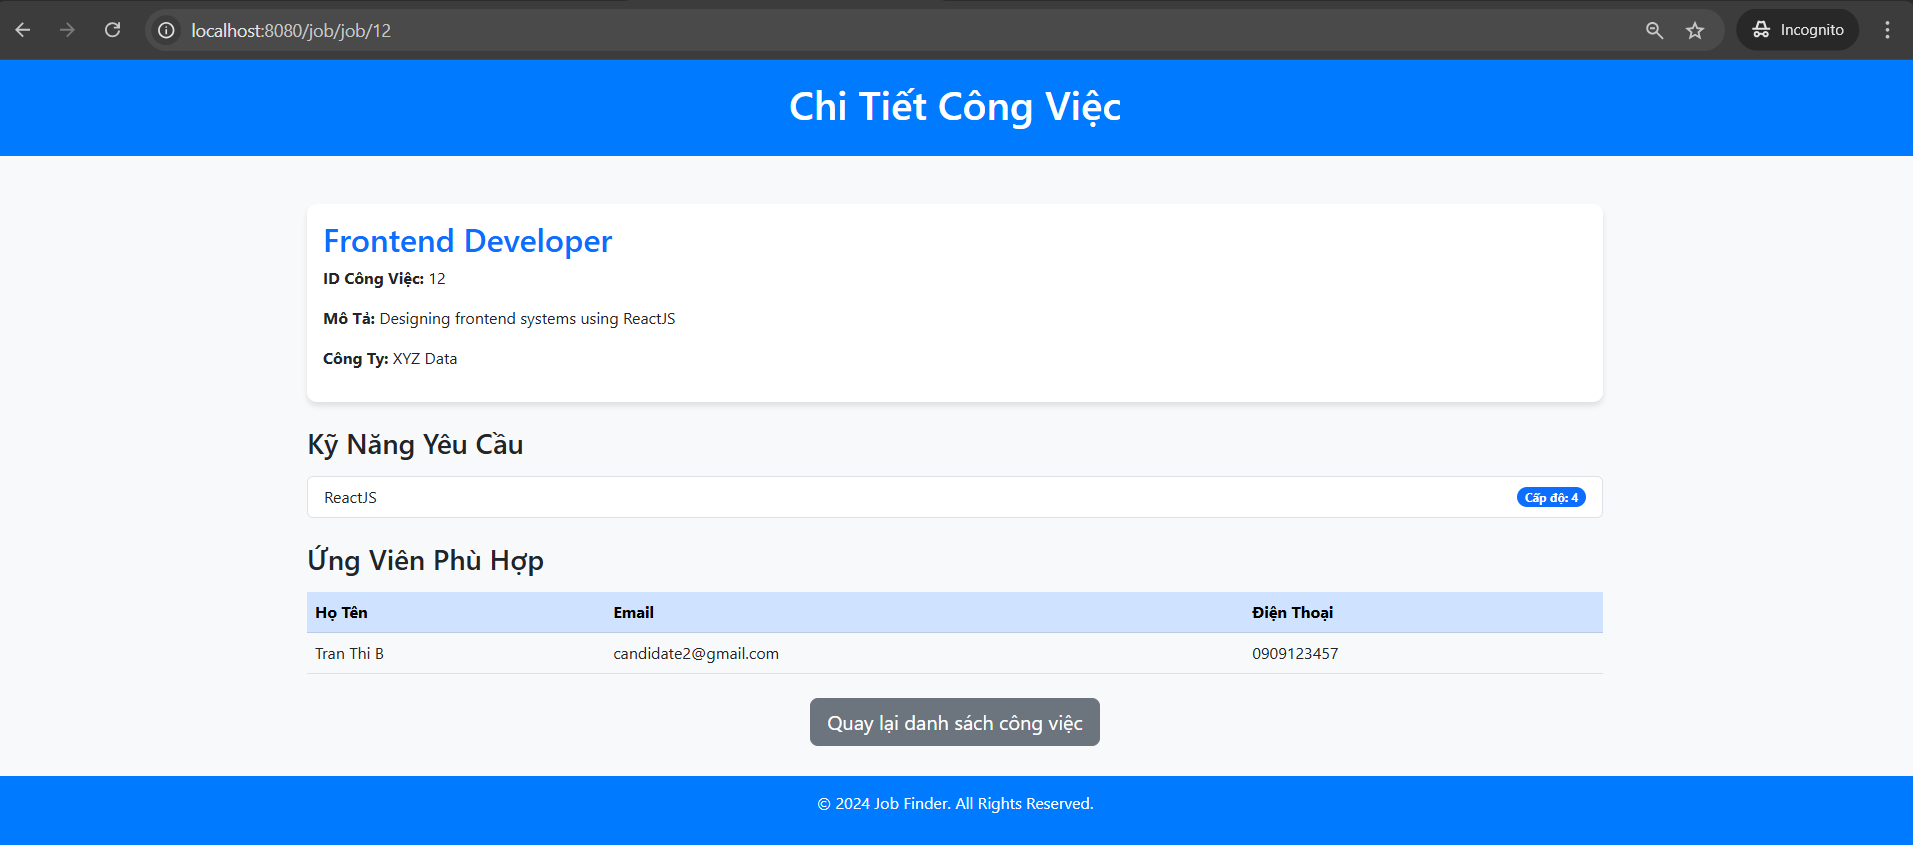 localhost:8080/job/job/12
Incognito
Chi Tiết Công Việc
Frontend Developer
ID Công Việc: 12
Mô Tả: Designing frontend systems using ReactJS
Công Ty: XYZ Data
Kỹ Năng Yêu Cầu
ReactJS Cấp độ: 4
Ứng Viên Phù Hợp
Họ Tên Email Điện Thoại
Tran Thi B candidate2@gmail.com 0909123457
Quay lại danh sách công việc
© 2024 Job Finder. All Rights Reserved.